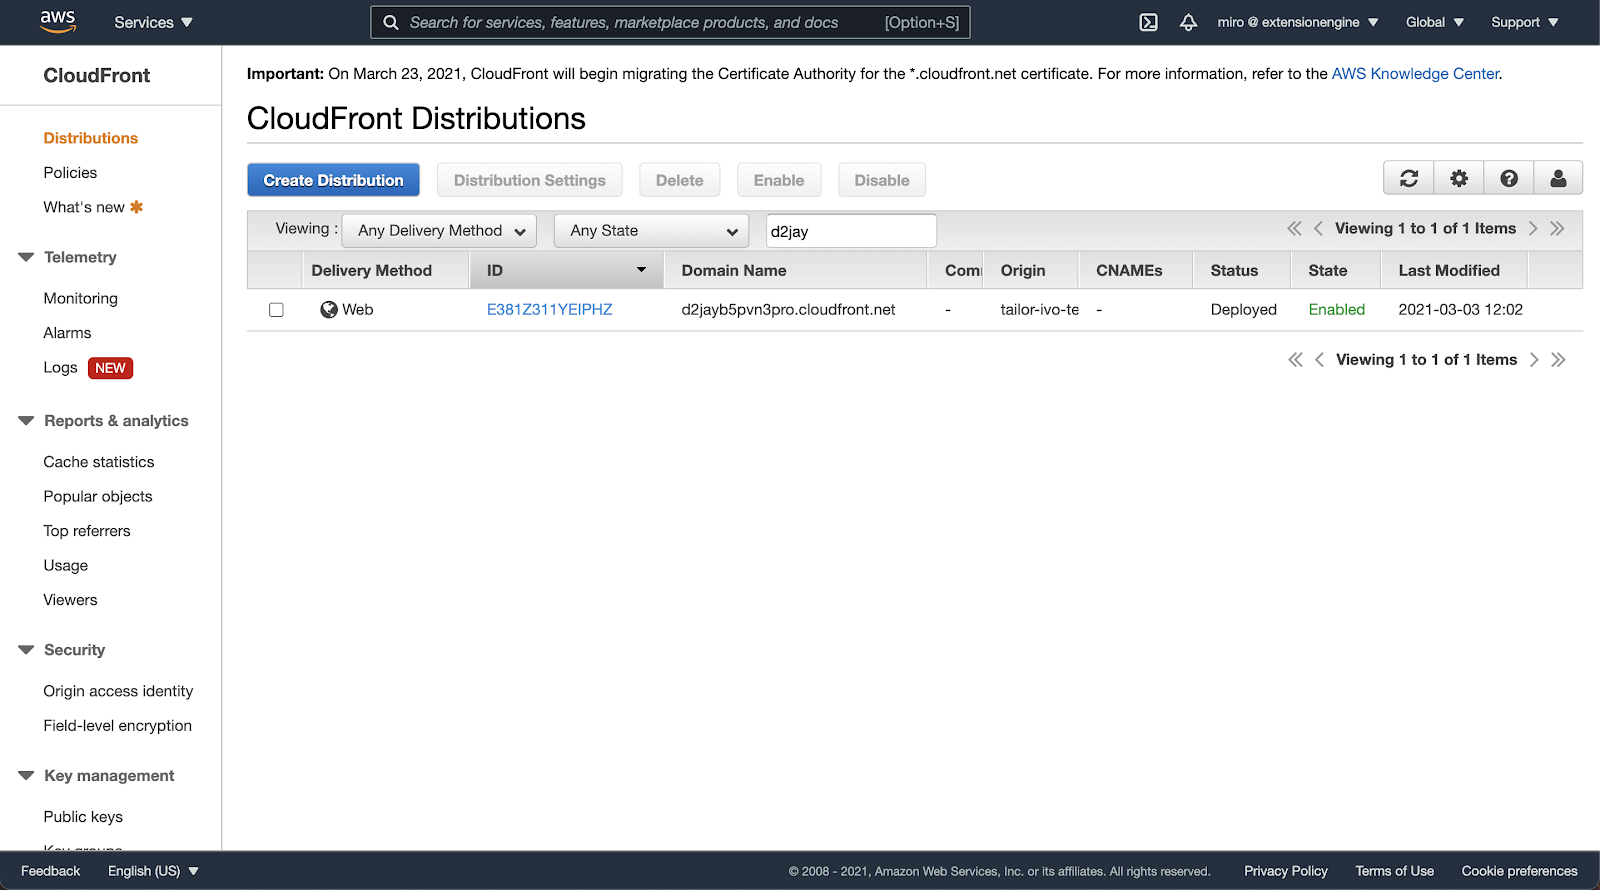 aws
Services
Search for services, features, marketplace products, and docs [Option+S]
miro @ extensionengine
Global
Support
CloudFront
Distributions
Policies
What's new
Telemetry
Monitoring
Alarms
Logs NEW
Reports & analytics
Cache statistics
Popular objects
Top referrers
Usage
Viewers
Security
Origin access identity
Field-level encryption
Key management
Public keys
Key groups
Important: On March 23, 2021, CloudFront will begin migrating the Certificate Authority for the *.cloudfront.net certificate. For more information, refer to the AWS Knowledge Center.
CloudFront Distributions
Create Distribution Distribution Settings Delete Enable Disable
Viewing : Any Delivery Method Any State d2jay Viewing 1 to 1 of 1 Items
Delivery Method ID Domain Name Com Origin CNAMEs Status State Last Modified
Web E381Z311YEIPHZ d2jayb5pvn3pro.cloudfront.net - tailor-ivo-te - Deployed Enabled 2021-03-03 12:02
Viewing 1 to 1 of 1 Items
Feedback English (US) © 2008 - 2021, Amazon Web Services, Inc. or its affiliates. All rights reserved. Privacy Policy Terms of Use Cookie preferences